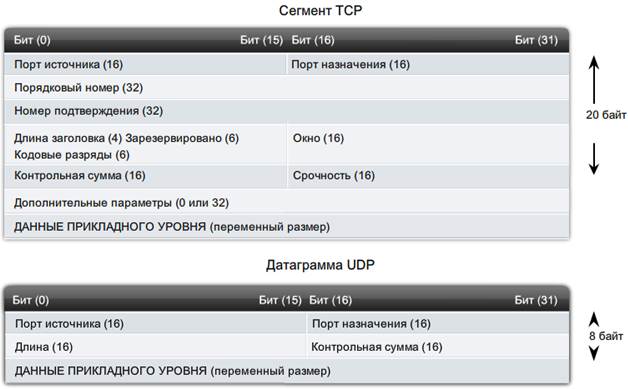 Сегмент TCP
Бит (0) Бит (15) Бит (16) Бит (31)
Порт источника (16) Порт назначения (16)
Порядковый номер (32)
Номер подтверждения (32)
20 байт
Длина заголовка (4) Зарезервировано (6) Окно (16)
Кодовые разряды (6)
Контрольная сумма (16) Срочность (16)
Дополнительные параметры (0 или 32)
ДАННЫЕ ПРИКЛАДНОГО УРОВНЯ (переменный размер)
Датаграмма UDP
Бит (0) Бит (15) Бит (16) Бит (31)
Порт источника (16) Порт назначения (16)
8 байт
Длина (16) Контрольная сумма (16)
ДАННЫЕ ПРИКЛАДНОГО УРОВНЯ (переменный размер)